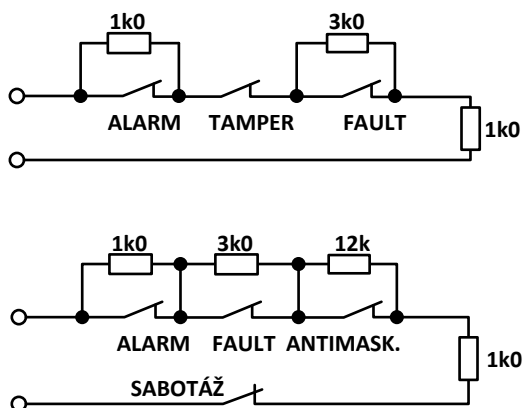 1k0 3k0
ALARM TAMPER FAULT
1k0
1k0 3k0 12k
ALARM FAULT ANTIMASK.
1k0
SABOTÁŽ